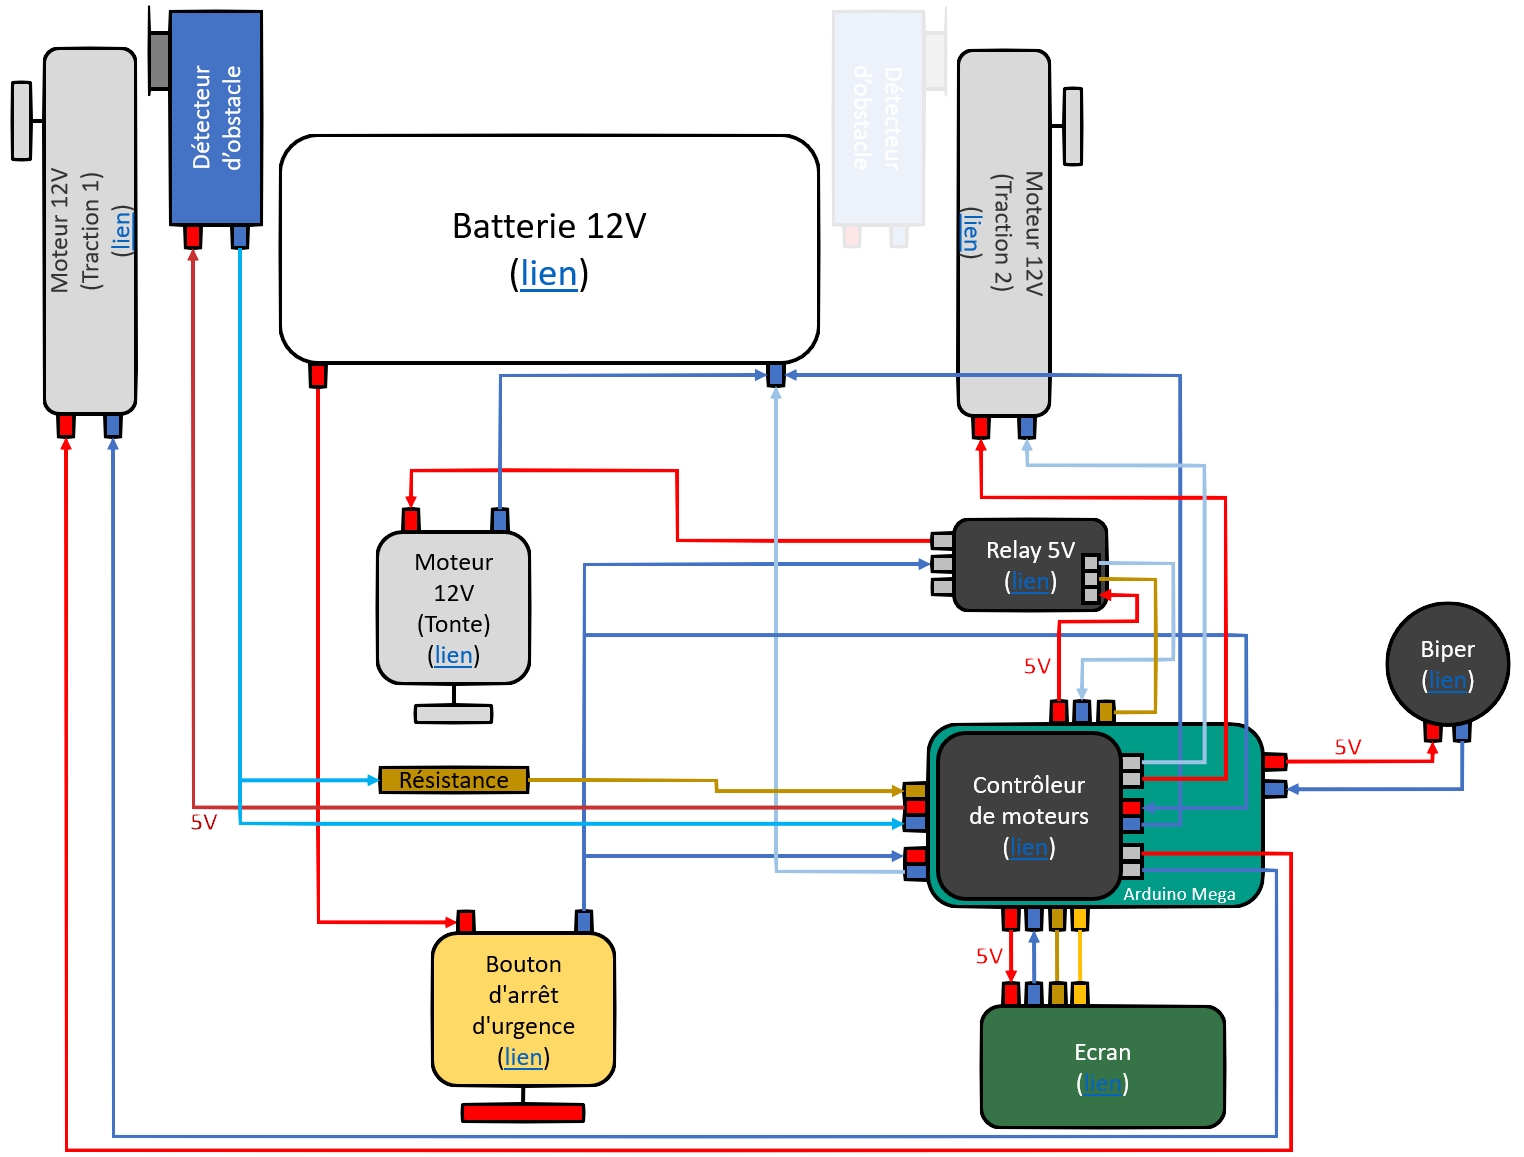 Détecteur
d'obstacle
Détecteur
d'obstacle
Moteur 12V
(Traction 1)
(lien)
Batterie 12V
(lien)
Moteur 12V
(Traction 2)
(lien)
Moteur
12V
(Tonte)
(lien)
Relay 5V
(lien)
Biper
(lien)
5V
5V
Résistance
5V
Contrôleur
de moteurs
(lien)
Arduino Mega
5V
Bouton
d'arrêt
d'urgence
(lien)
Ecran
(lien)